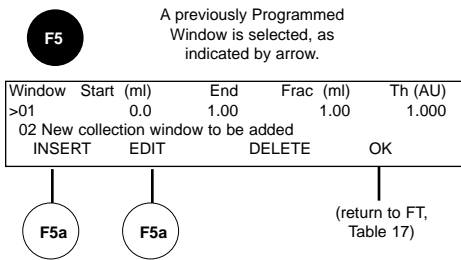 F5
A previously Programmed
Window is selected, as
indicated by arrow.
Window Start (ml) End Frac (ml) Th (AU)
>01 0.0 1.00 1.00 1.000
02 New collection window to be added
INSERT EDIT DELETE OK
F5a F5a
(return to FT,
Table 17)